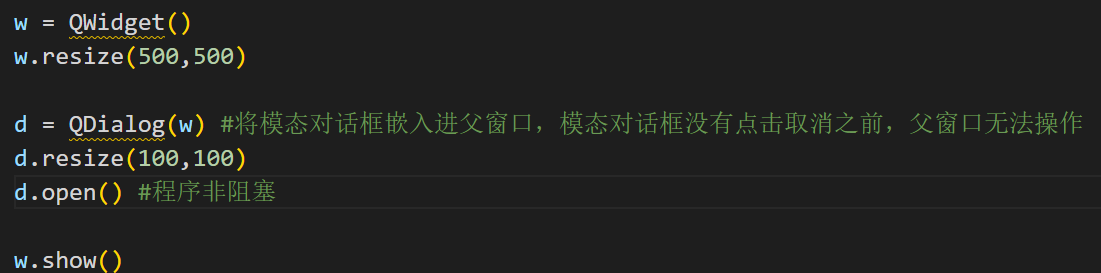 w = QWidget()
w.resize(500,500)
d = QDialog(w) #将模态对话框嵌入进父窗口，模态对话框没有点击取消之前，父窗口无法操作
d.resize(100,100)
d.open() #程序非阻塞
w.show()